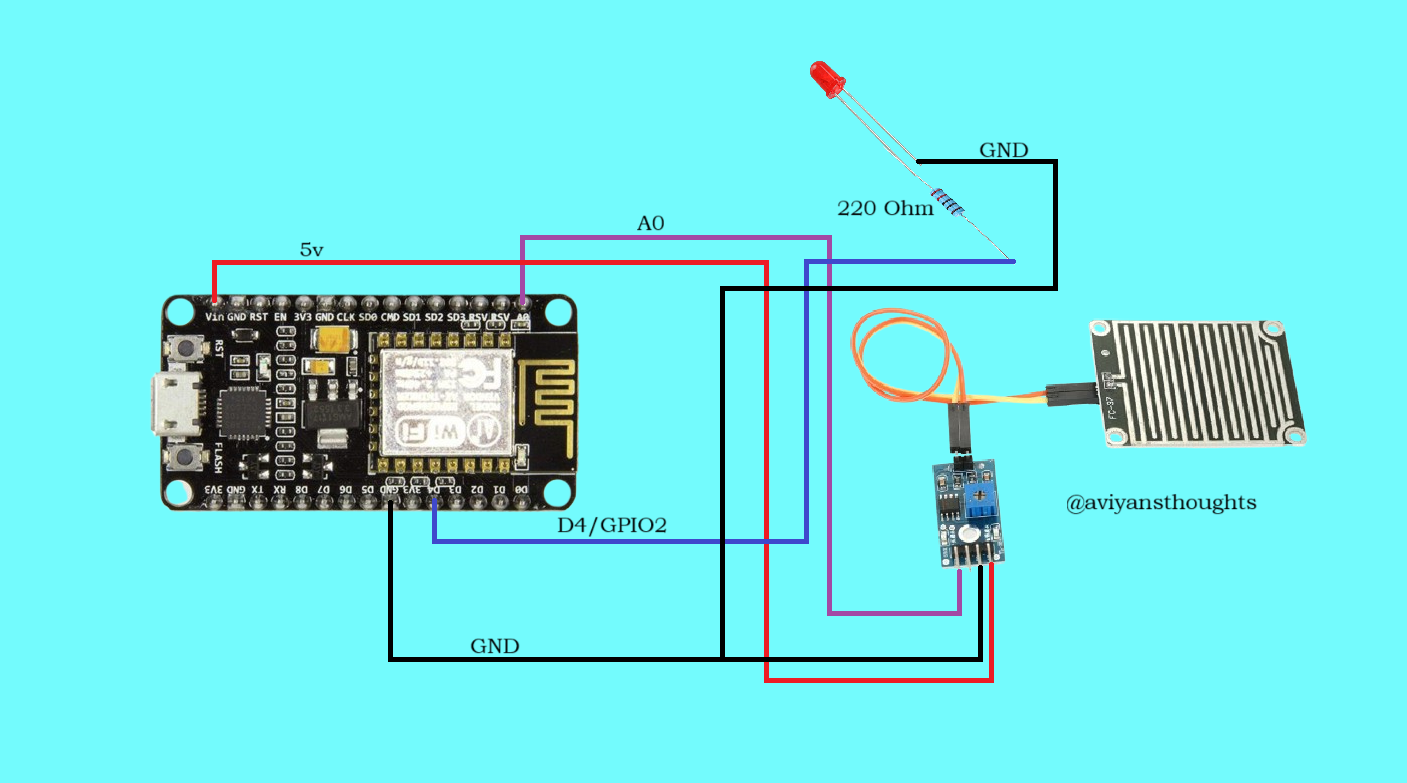 GND
220 Ohm
A0
5v
Vin GND RST EN 3V3 GND CLK SD0 CMD SD1 SD2 SD3 RSV RSV A0
RST
FLASH
WiFi
3V3 GND TX RX D8 D7 D6 D5 GND 3V3 D4 D3 D2 D1 D0
@aviyansthoughts
D4/GPIO2
GND